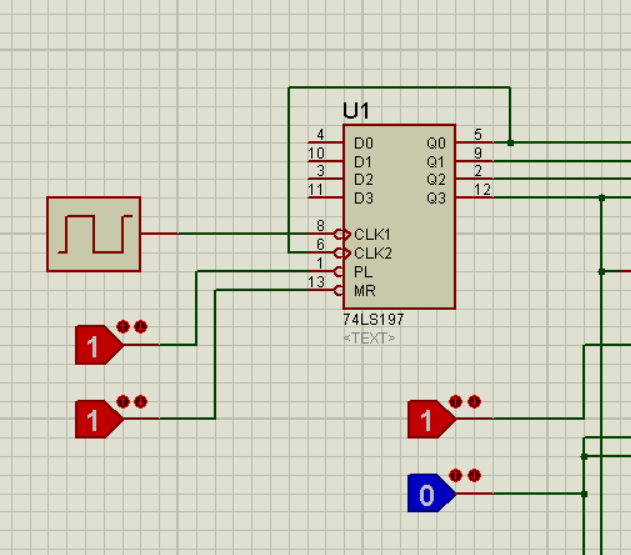 U1
4 D0 Q0 5
10 D1 Q1 9
3 D2 Q2 2
11 D3 Q3 12
8 CLK1
6 CLK2
1 PL
13 MR
74LS197
<TEXT>
1
1
1
0